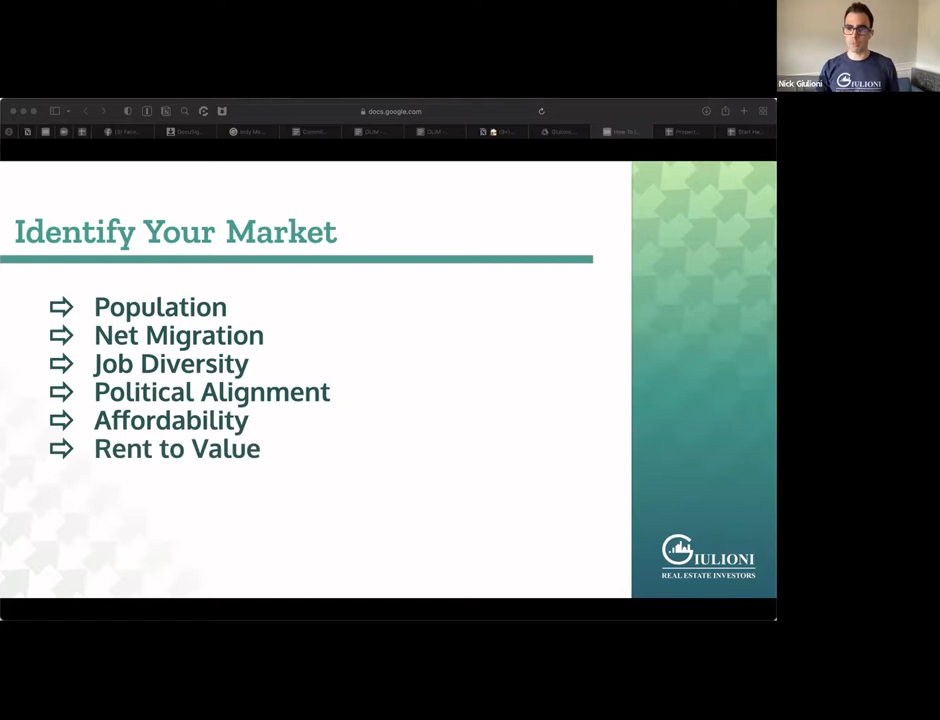 Nick Giulioni
GIULIONI
docs.google.com
Identify Your Market
Population
Net Migration
Job Diversity
Political Alignment
Affordability
Rent to Value
GIULIONI
REAL ESTATE INVESTORS